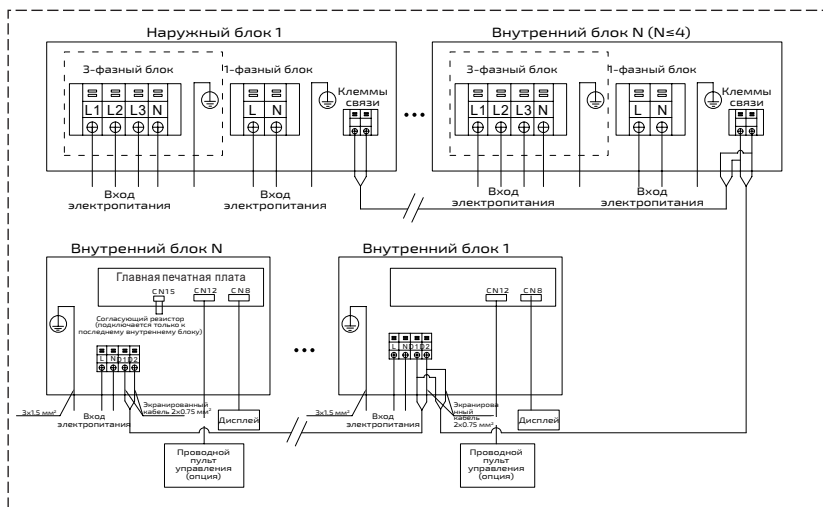 Наружный блок 1
Внутренний блок N (N≤4)
3-фазный блок
1-фазный блок
Клеммы
связи
L1 L2 L3 N
L N
Вход
электропитания
Вход
электропитания
...
3-фазный блок
1-фазный блок
Клеммы
связи
L1 L2 L3 N
L N
Вход
электропитания
Вход
электропитания
Внутренний блок N
Главная печатная плата
CN15
CN12
CN8
Согласующий резистор
(подключается только к
последнему внутреннему блоку)
L N D1 D2
3x1.5 мм²
Вход
электропитания
Экранированный
кабель 2x0.75 мм²
Дисплей
Проводной
пульт
управления
(опция)
...
Внутренний блок 1
CN12
CN8
L N D1 D2
3x1.5 мм²
Вход
электропитания
Экранирова
нный
кабель
2x0.75 мм²
Дисплей
Проводной
пульт
управления
(опция)